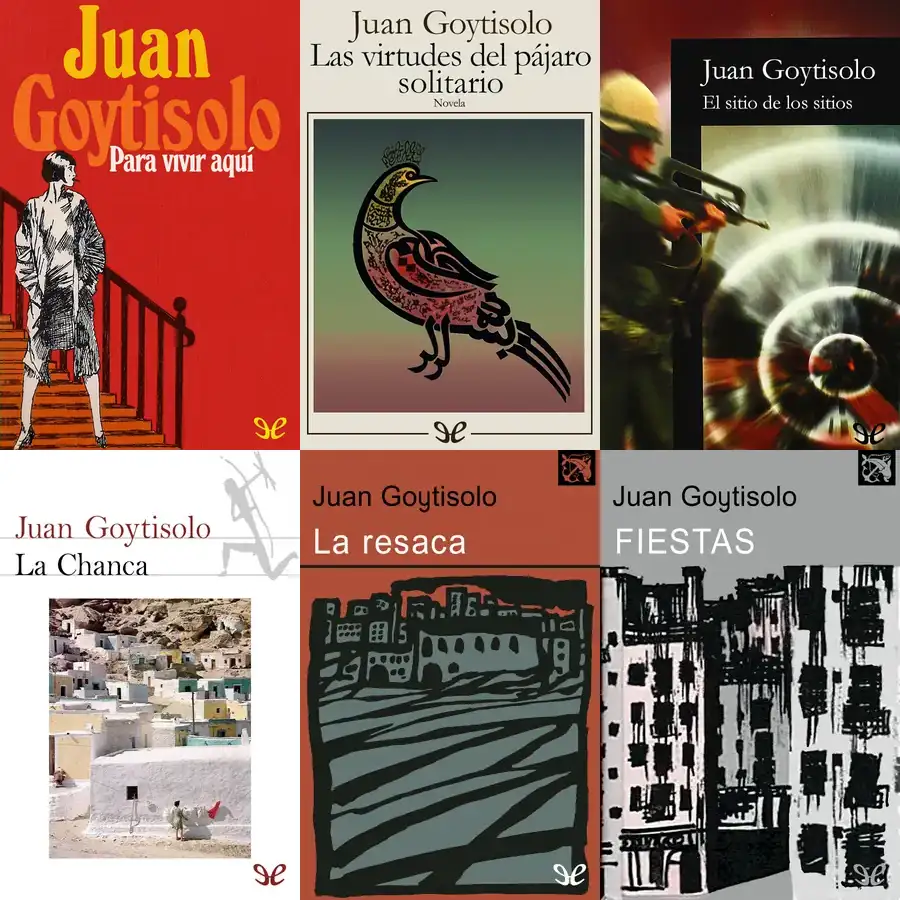 Juan
Goytisolo
Para vivir aquí
Juan Goytisolo
Las virtudes del pájaro
solitario
Novela
Juan Goytisolo
El sitio de los sitios
Juan Goytisolo
La Chanca
Juan Goytisolo
La resaca
Juan Goytisolo
FIESTAS